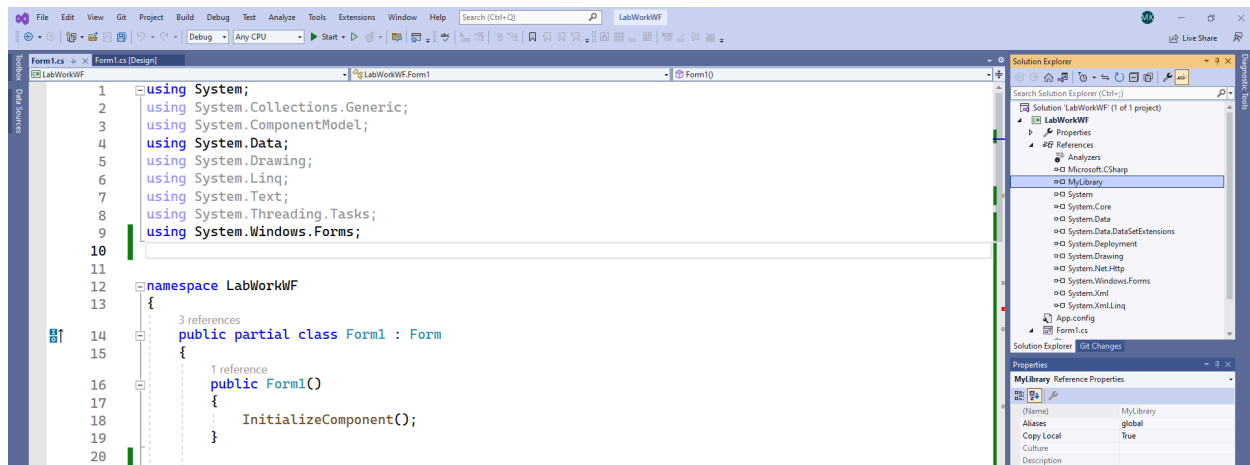 File Edit View Git Project Build Debug Test Analyze Tools Extensions Window Help Search (Ctrl+Q) LabWorkWF MK
Debug Any CPU Start Live Share
Toolbox
Data Sources
Form1.cs Form1.cs [Design]
LabWorkWF LabWorkWF.Form1 Form1()
1 using System;
2 using System.Collections.Generic;
3 using System.ComponentModel;
4 using System.Data;
5 using System.Drawing;
6 using System.Linq;
7 using System.Text;
8 using System.Threading.Tasks;
9 using System.Windows.Forms;
10
11
12 namespace LabWorkWF
13 {
3 references
14 public partial class Form1 : Form
15 {
1 reference
16 public Form1()
17 {
18 InitializeComponent();
19 }
20
Solution Explorer
Search Solution Explorer (Ctrl+;)
Solution 'LabWorkWF' (1 of 1 project)
LabWorkWF
Properties
References
Analyzers
Microsoft.CSharp
MyLibrary
System
System.Core
System.Data
System.Data.DataSetExtensions
System.Deployment
System.Drawing
System.Net.Http
System.Windows.Forms
System.Xml
System.Xml.Linq
App.config
Form1.cs
Solution Explorer Git Changes
Properties
MyLibrary Reference Properties
(Name) MyLibrary
Aliases global
Copy Local True
Culture
Description
Diagnostic Tools